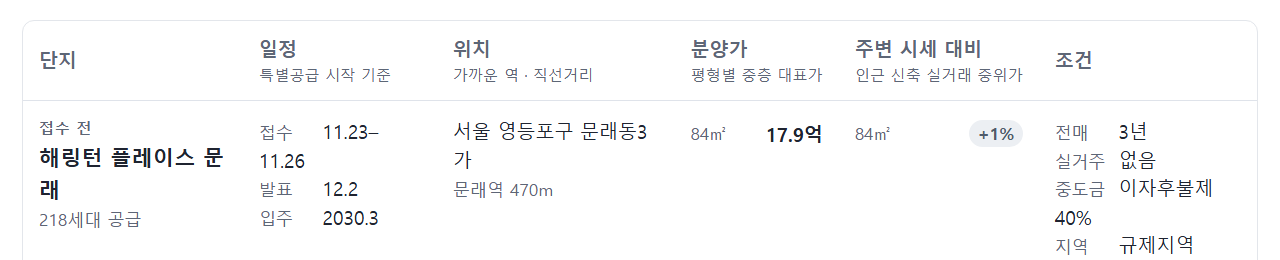 단지
일정
특별공급 시작 기준
위치
가까운 역 · 직선거리
분양가
평형별 중층 대표가
주변 시세 대비
인근 신축 실거래 중위가
조건
접수 전
해링턴 플레이스 문
래
218세대 공급
접수 11.23–
11.26
발표 12.2
입주 2030.3
서울 영등포구 문래동3
가
문래역 470m
84㎡ 17.9억
84㎡ +1%
전매 3년
실거주 없음
중도금 이자후불제
40%
지역 규제지역